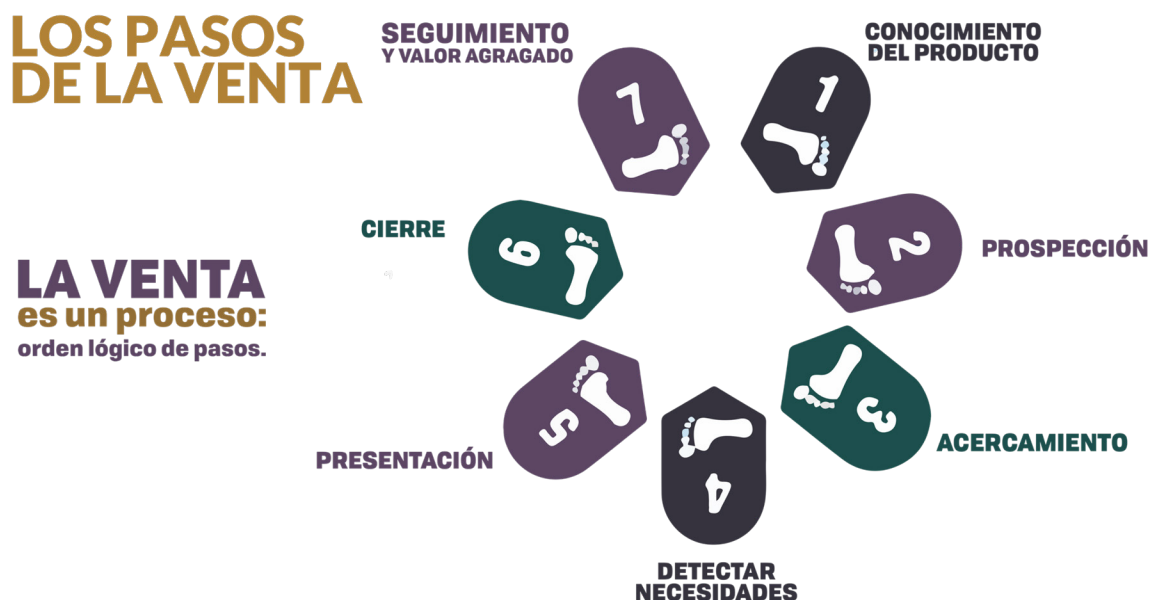 LOS PASOS
DE LA VENTA
LA VENTA
es un proceso:
orden lógico de pasos.
1
CONOCIMIENTO
DEL PRODUCTO
2
PROSPECCIÓN
3
ACERCAMIENTO
4
DETECTAR
NECESIDADES
5
PRESENTACIÓN
6
CIERRE
7
SEGUIMIENTO
Y VALOR AGRAGADO